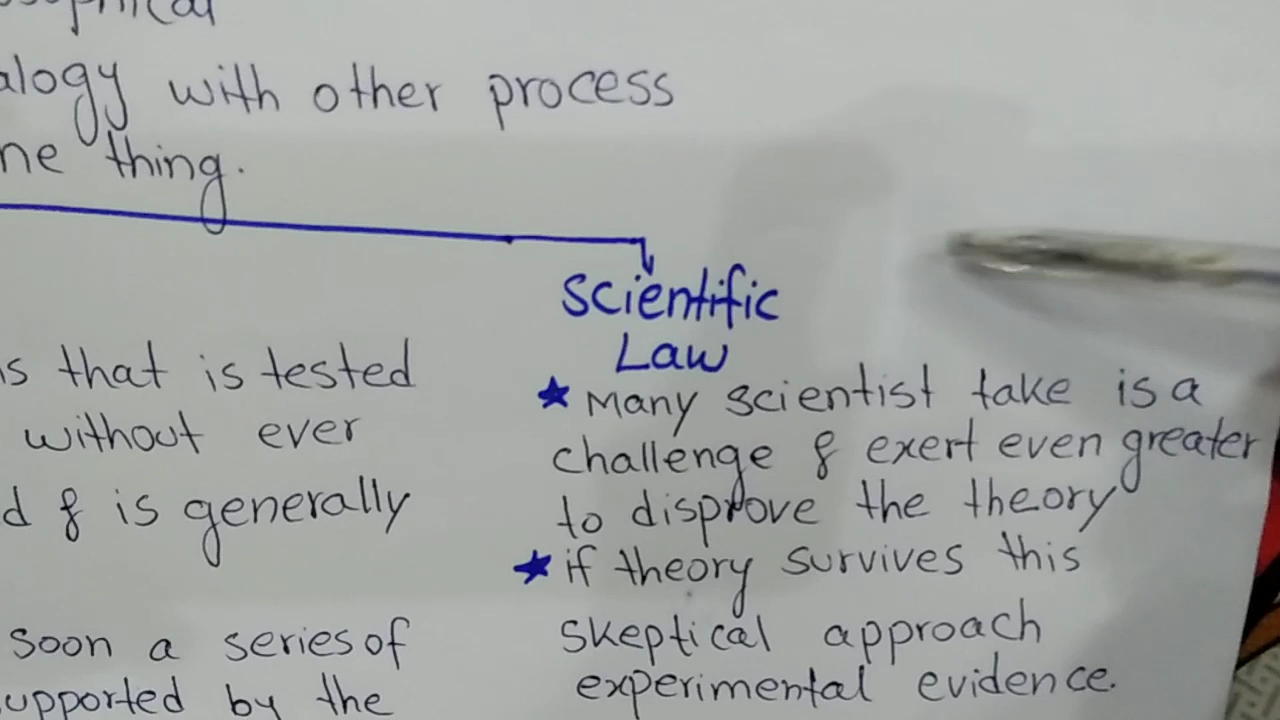 alogy with other process
ne thing.
Scientific
Law
is that is tested
without ever
d & is generally
soon a series of
upported by the
★ Many scientist take is a
challenge & exert even greater
to disprove the theory
★ if theory survives this
skeptical approach
experimental evidence.